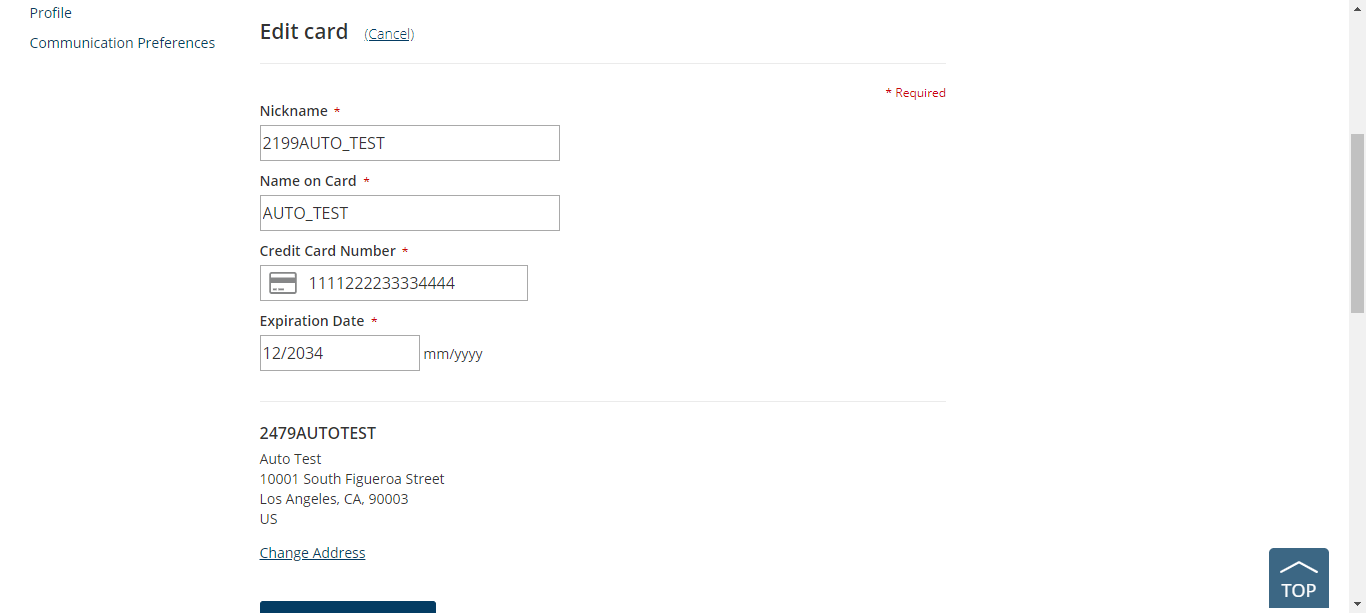 Profile
Communication Preferences
Edit card (Cancel)
* Required
Nickname *
2199AUTO_TEST
Name on Card *
AUTO_TEST
Credit Card Number *
1111222233334444
Expiration Date *
12/2034 mm/yyyy
2479AUTOTEST
Auto Test
10001 South Figueroa Street
Los Angeles, CA, 90003
US
Change Address
TOP